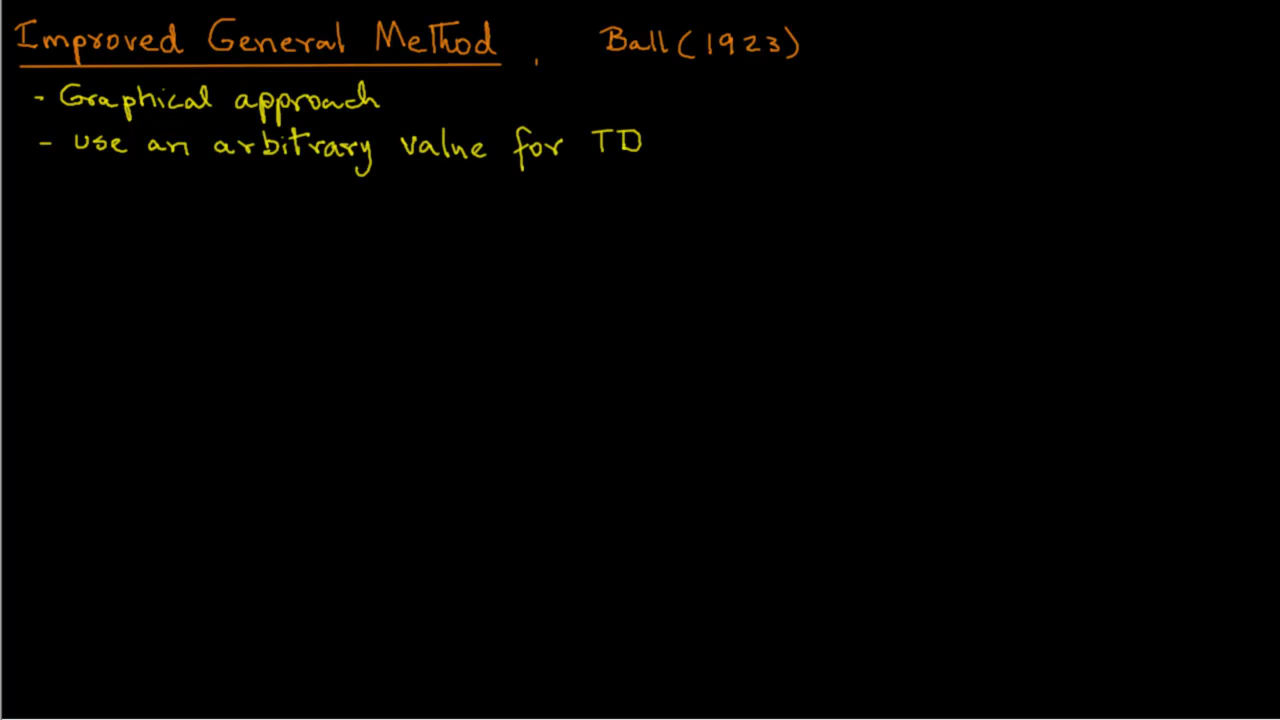 Improved General Method . Ball (1923)
- Graphical approach
- use an arbitrary value for TD